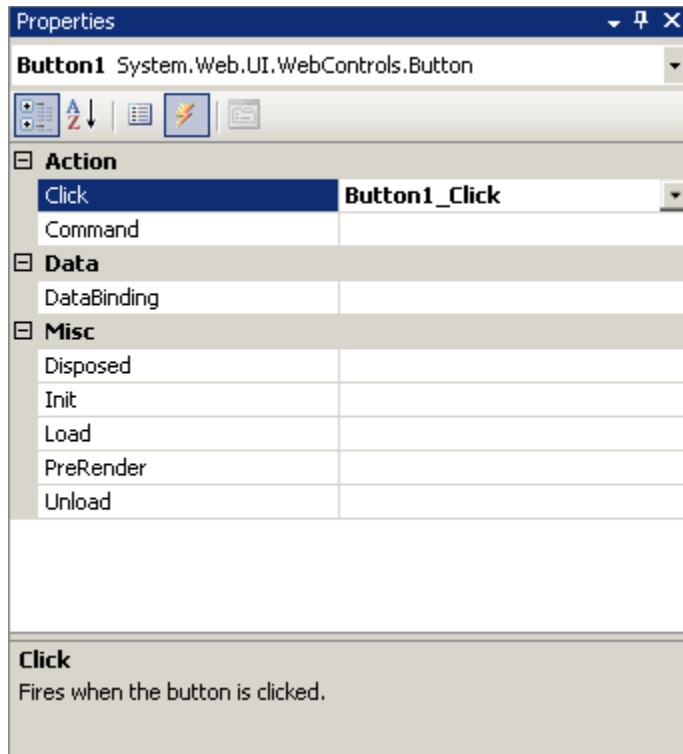 Properties
Button1 System.Web.UI.WebControls.Button
A
Z
Action
Click Button1_Click
Command
Data
DataBinding
Misc
Disposed
Init
Load
PreRender
Unload
Click
Fires when the button is clicked.